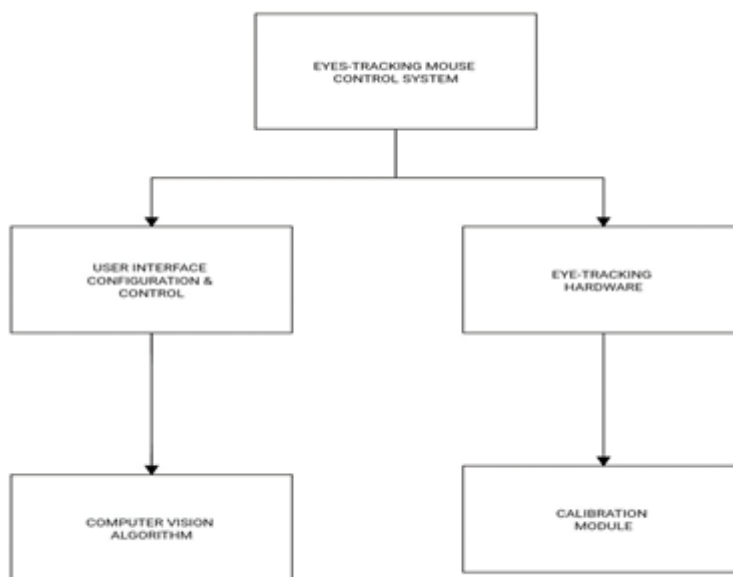 EYES-TRACKING MOUSE
CONTROL SYSTEM
USER INTERFACE
CONFIGURATION &
CONTROL
EYE-TRACKING
HARDWARE
COMPUTER VISION
ALGORITHM
CALIBRATION
MODULE